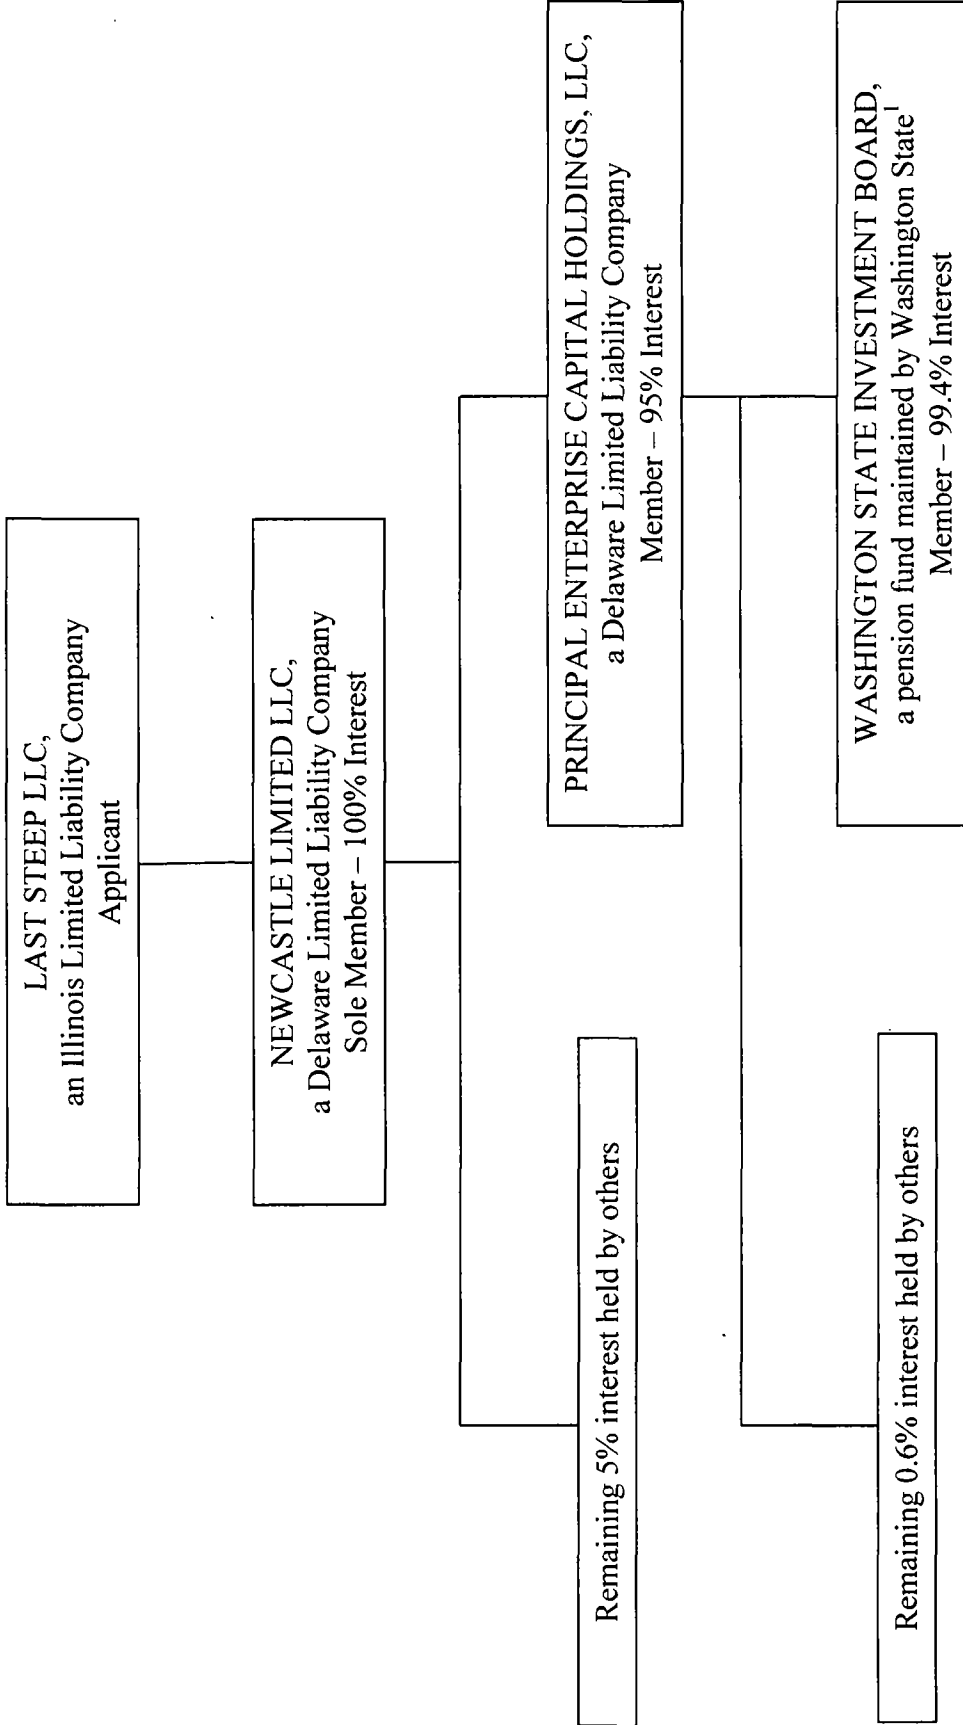 LAST STEEP LLC,
an Illinois Limited Liability Company
Applicant
NEWCASTLE LIMITED LLC,
a Delaware Limited Liability Company
Sole Member – 100% Interest
Remaining 5% interest held by others
PRINCIPAL ENTERPRISE CAPITAL HOLDINGS, LLC,
a Delaware Limited Liability Company
Member – 95% Interest
Remaining 0.6% interest held by others
WASHINGTON STATE INVESTMENT BOARD,
a pension fund maintained by Washington State¹
Member – 99.4% Interest